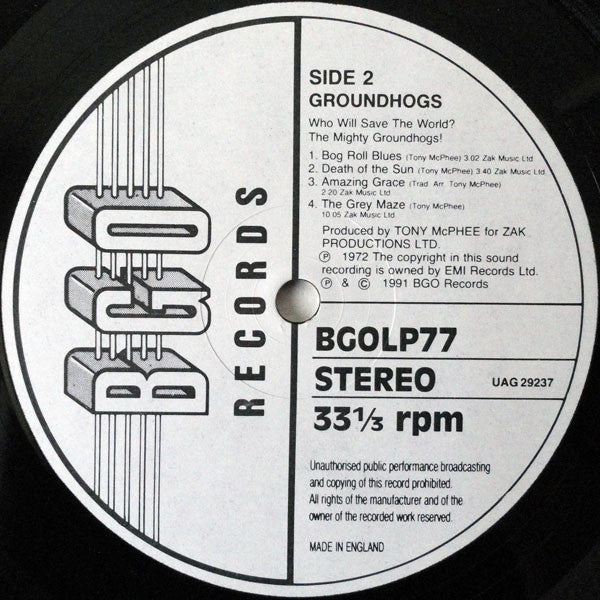 BGO
RECORDS
SIDE 2
GROUNDHOGS
Who Will Save The World?
The Mighty Groundhogs!
1. Bog Roll Blues (Tony McPhee) 3.02 Zak Music Ltd
2. Death of the Sun (Tony McPhee) 3.40 Zak Music Ltd.
3. Amazing Grace (Trad Arr. Tony McPhee)
2.20 Zak Music Ltd
4. The Grey Maze (Tony McPhee)
10.05 Zak Music Ltd
Produced by TONY McPHEE for ZAK
PRODUCTIONS LTD.
℗ 1972 The copyright in this sound
recording is owned by EMI Records Ltd.
℗ & © 1991 BGO Records
BGOLP77
STEREO UAG 29237
33⅓ rpm
Unauthorised public performance broadcasting
and copying of this record prohibited.
All rights of the manufacturer and of the
owner of the recorded work reserved.
MADE IN ENGLAND